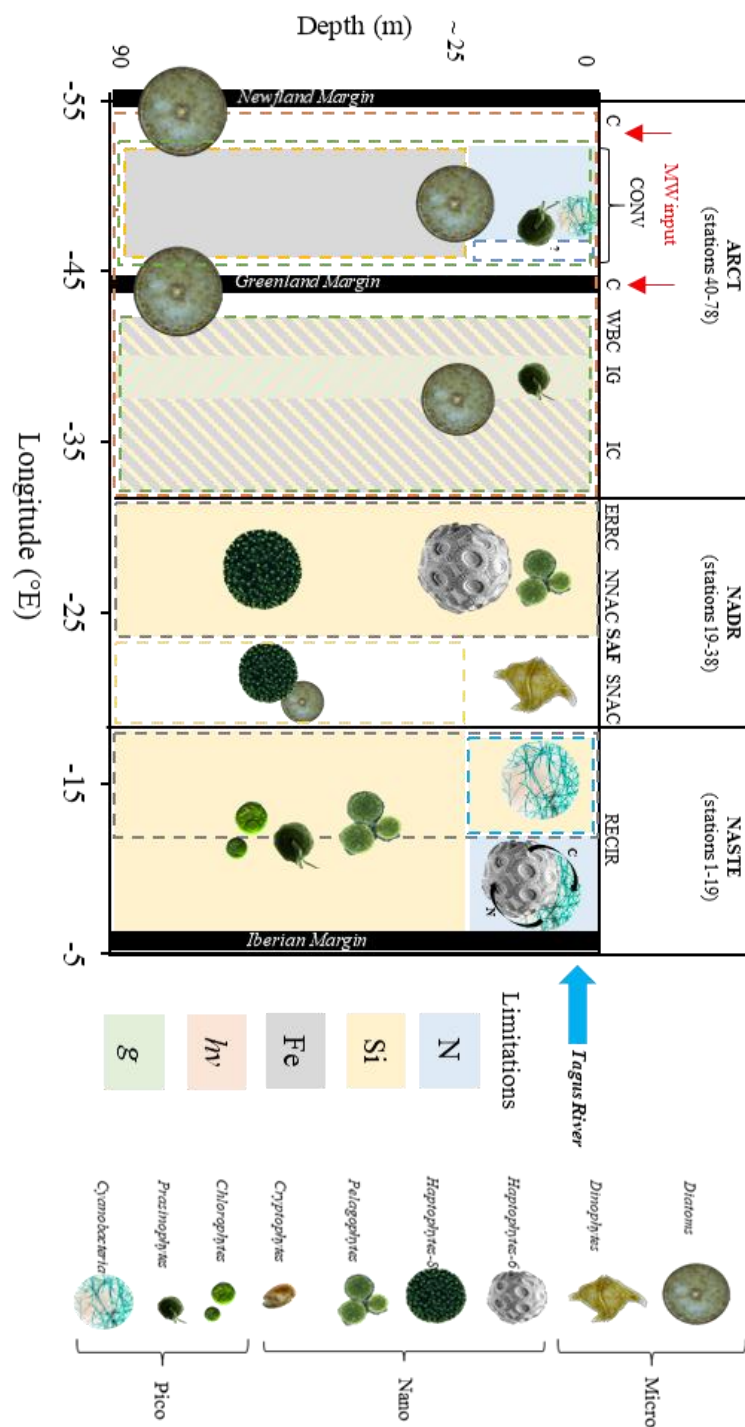 ARCT
(stations 40-78)
NADR
(stations 19-38)
NASTE
(stations 1-19)
MW input
C
CONV
C
WBC
IG
IC
ERRC
NNAC
SAF
SNAC
RECIR
Depth (m)
0
~ 25
90
Newfland Margin
Greenland Margin
Iberian Margin
?
C
N
-55
-45
-35
-25
-15
-5
Longitude (°E)
Tagus River
Limitations
N
Si
Fe
hv
g
Diatoms
Dinophytes
Haptophytes-6
Haptophytes-8
Pelagophytes
Cryptophytes
Chlorophytes
Prasinophytes
Cyanobacteria
Micro
Nano
Pico